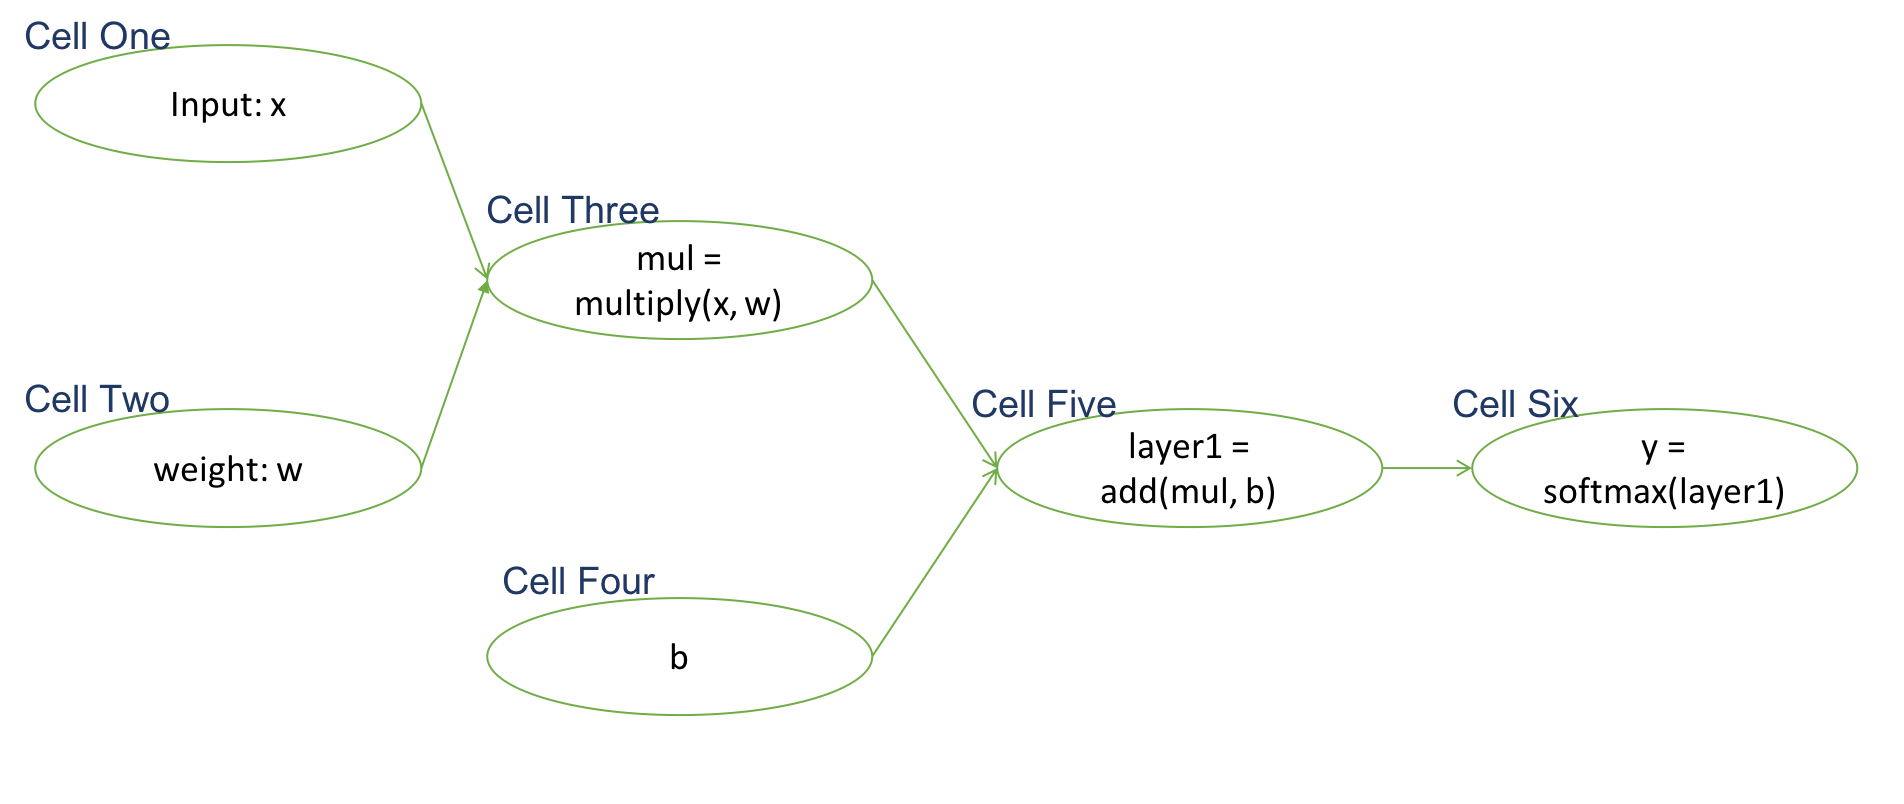 Cell One
Input: x
Cell Two
weight: w
Cell Three
mul =
multiply(x, w)
Cell Four
b
Cell Five
layer1 =
add(mul, b)
Cell Six
y =
softmax(layer1)